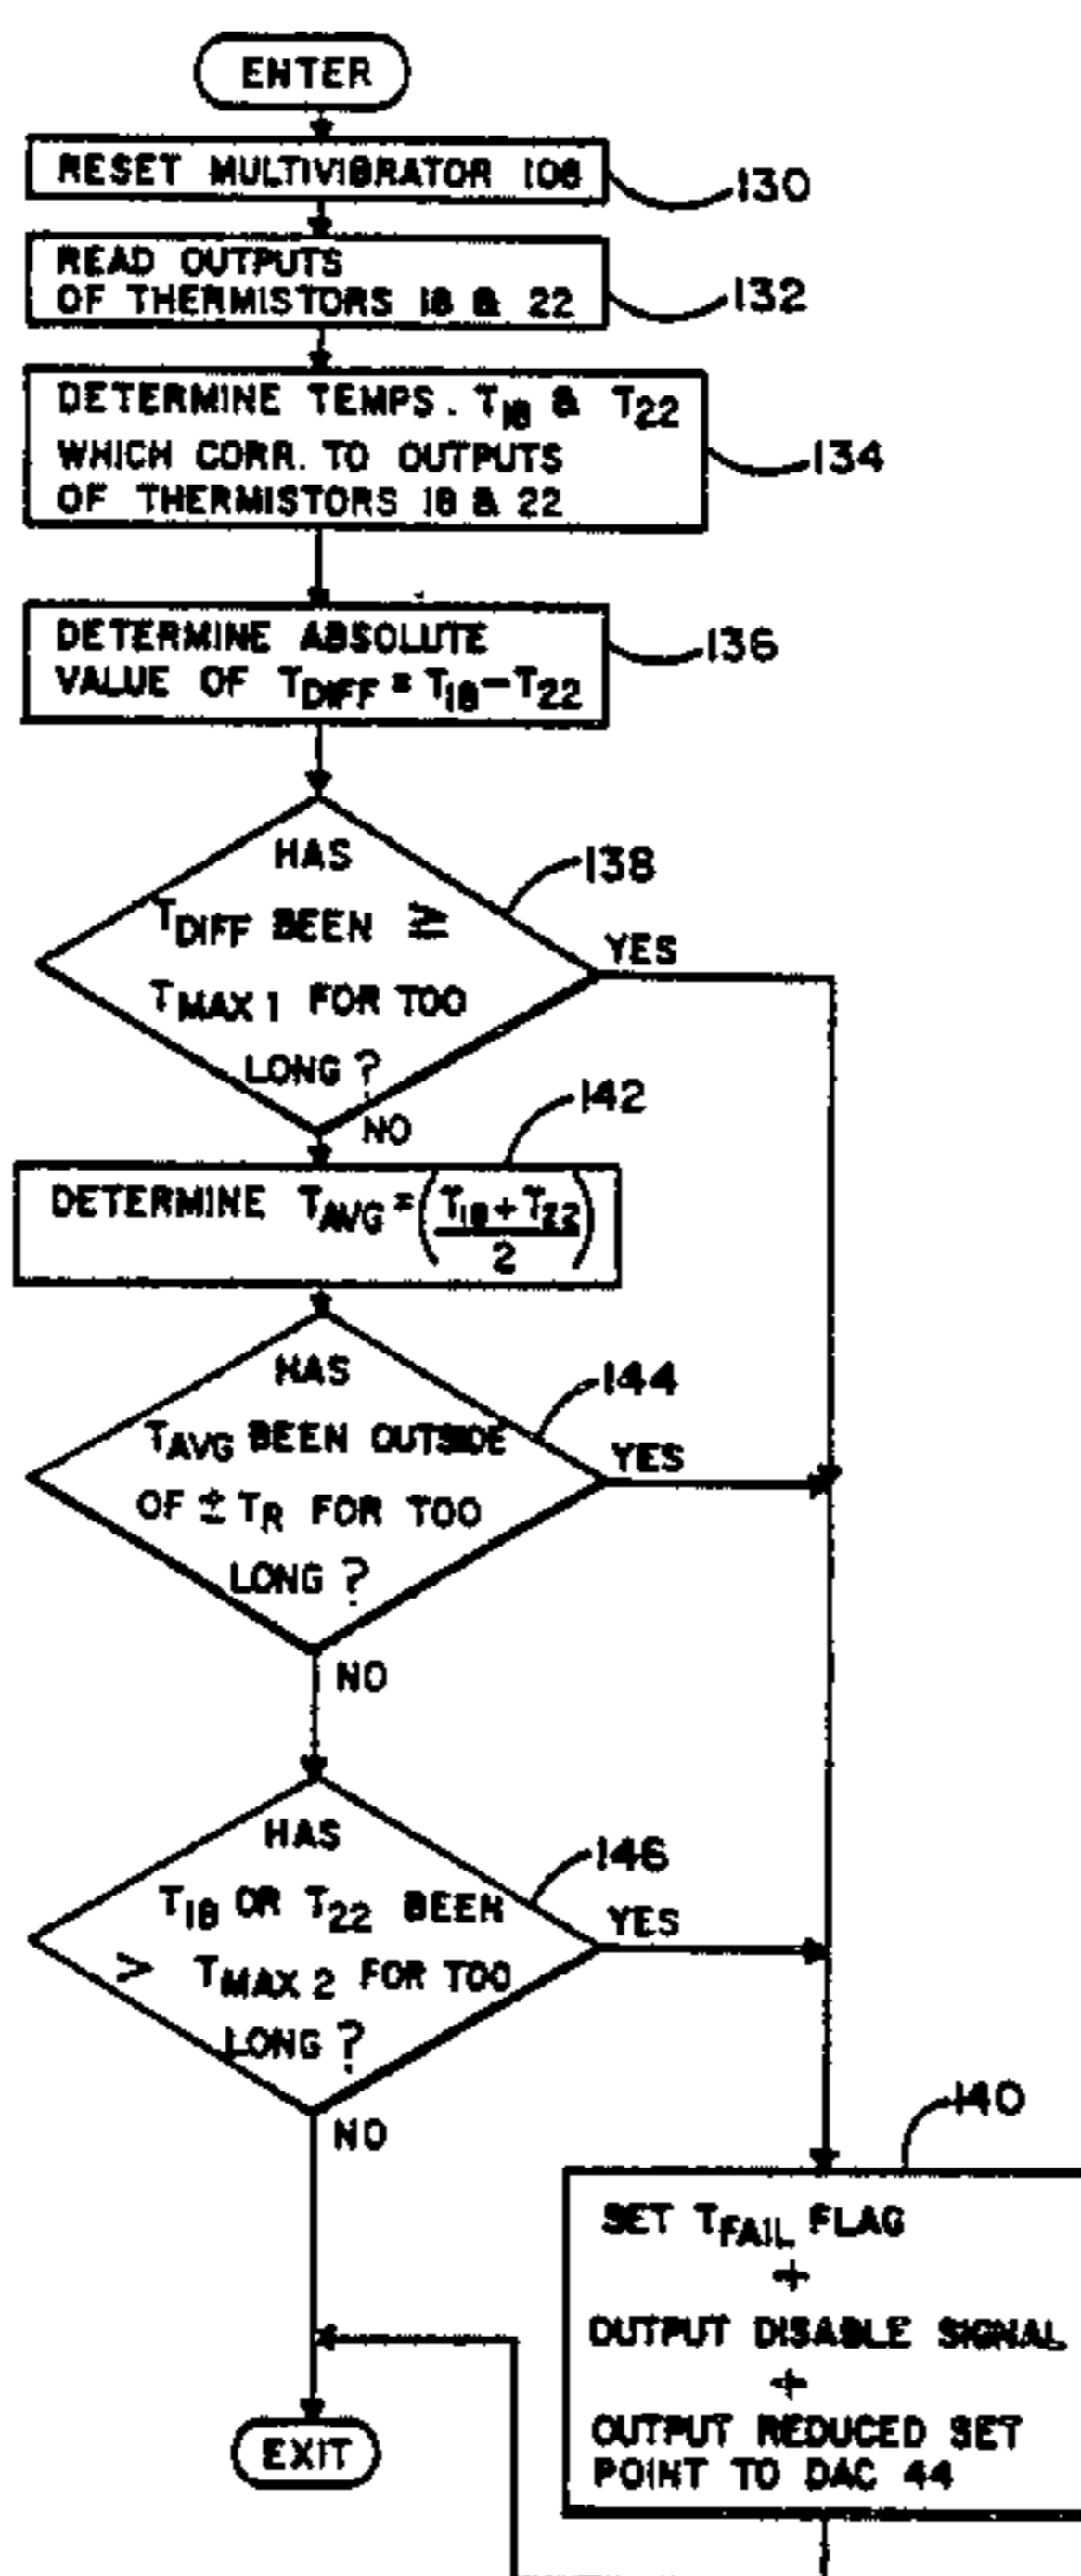 ENTER
RESET MULTIVIBRATOR 108
130
READ OUTPUTS
OF THERMISTORS 18 & 22
132
DETERMINE TEMPS. T18 & T22
WHICH CORR. TO OUTPUTS
OF THERMISTORS 18 & 22
134
DETERMINE ABSOLUTE
VALUE OF TDIFF = T18 - T22
136
HAS
TDIFF BEEN ≧
TMAX 1 FOR TOO
LONG ?
138
YES
NO
142
DETERMINE TAVG = (T18 + T22
2)
HAS
TAVG BEEN OUTSIDE
OF ± TR FOR TOO
LONG ?
144
YES
NO
HAS
T18 OR T22 BEEN
> TMAX 2 FOR TOO
LONG ?
146
YES
NO
140
SET TFAIL FLAG
+
OUTPUT DISABLE SIGNAL
+
OUTPUT REDUCED SET
POINT TO DAC 44
EXIT